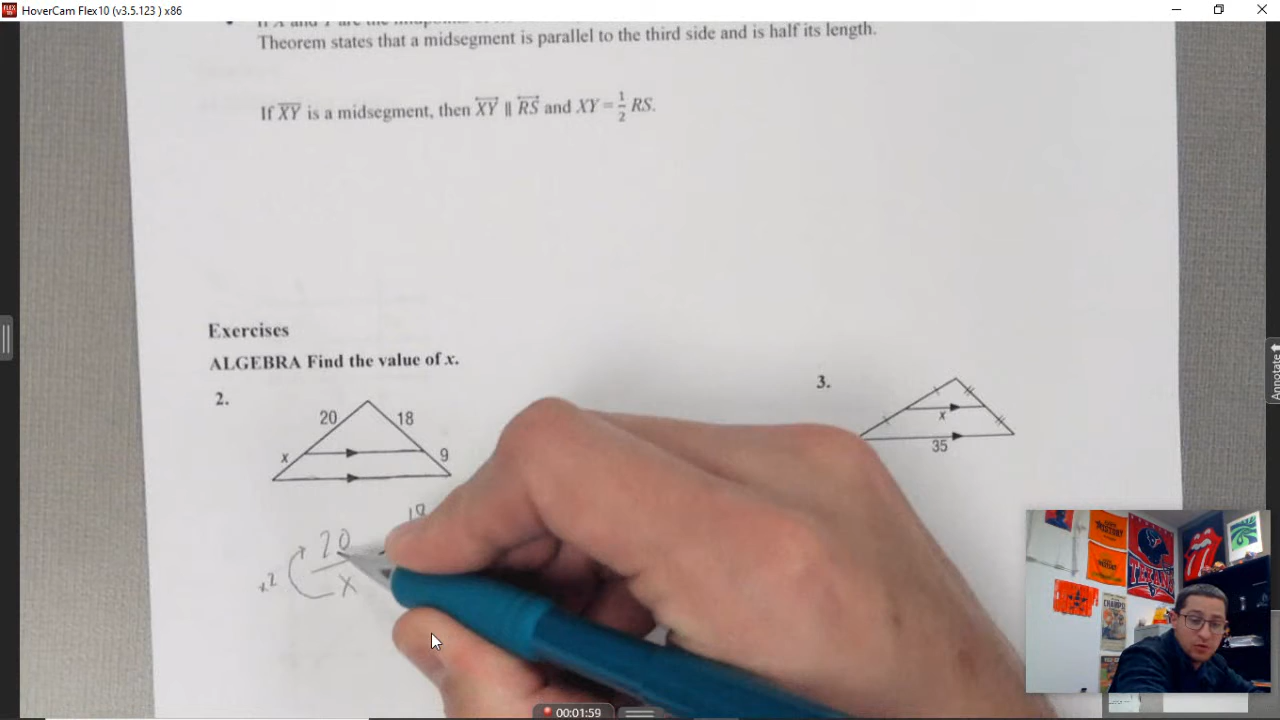 HoverCam Flex10 (v3.5.123) x86
Theorem states that a midsegment is parallel to the third side and is half its length.
If XY is a midsegment, then XY ∥ RS and XY = 1/2 RS.
Exercises
ALGEBRA Find the value of x.
2.
20
18
x
9
3.
x
35
20
x
x2
18
Annotate
TEXANS
00:01:59